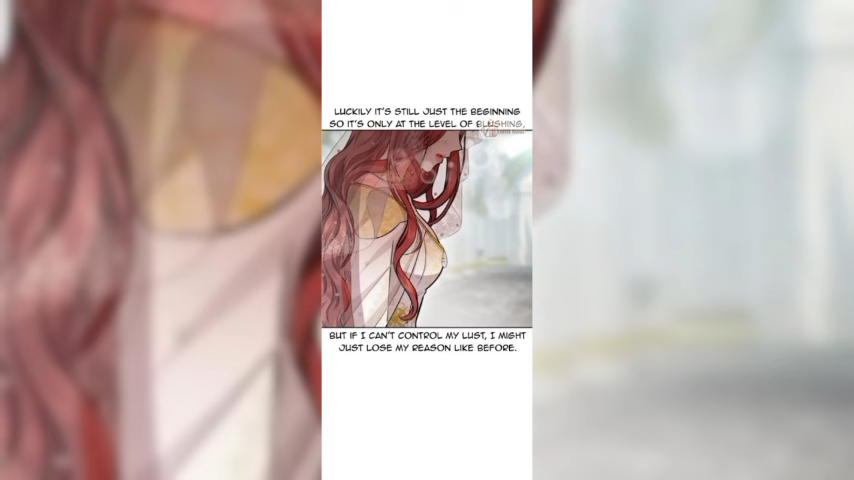 LUCKILY IT'S STILL JUST THE BEGINNING
SO IT'S ONLY AT THE LEVEL OF BLUSHING,
BUT IF I CAN'T CONTROL MY LUST, I MIGHT
JUST LOSE MY REASON LIKE BEFORE.